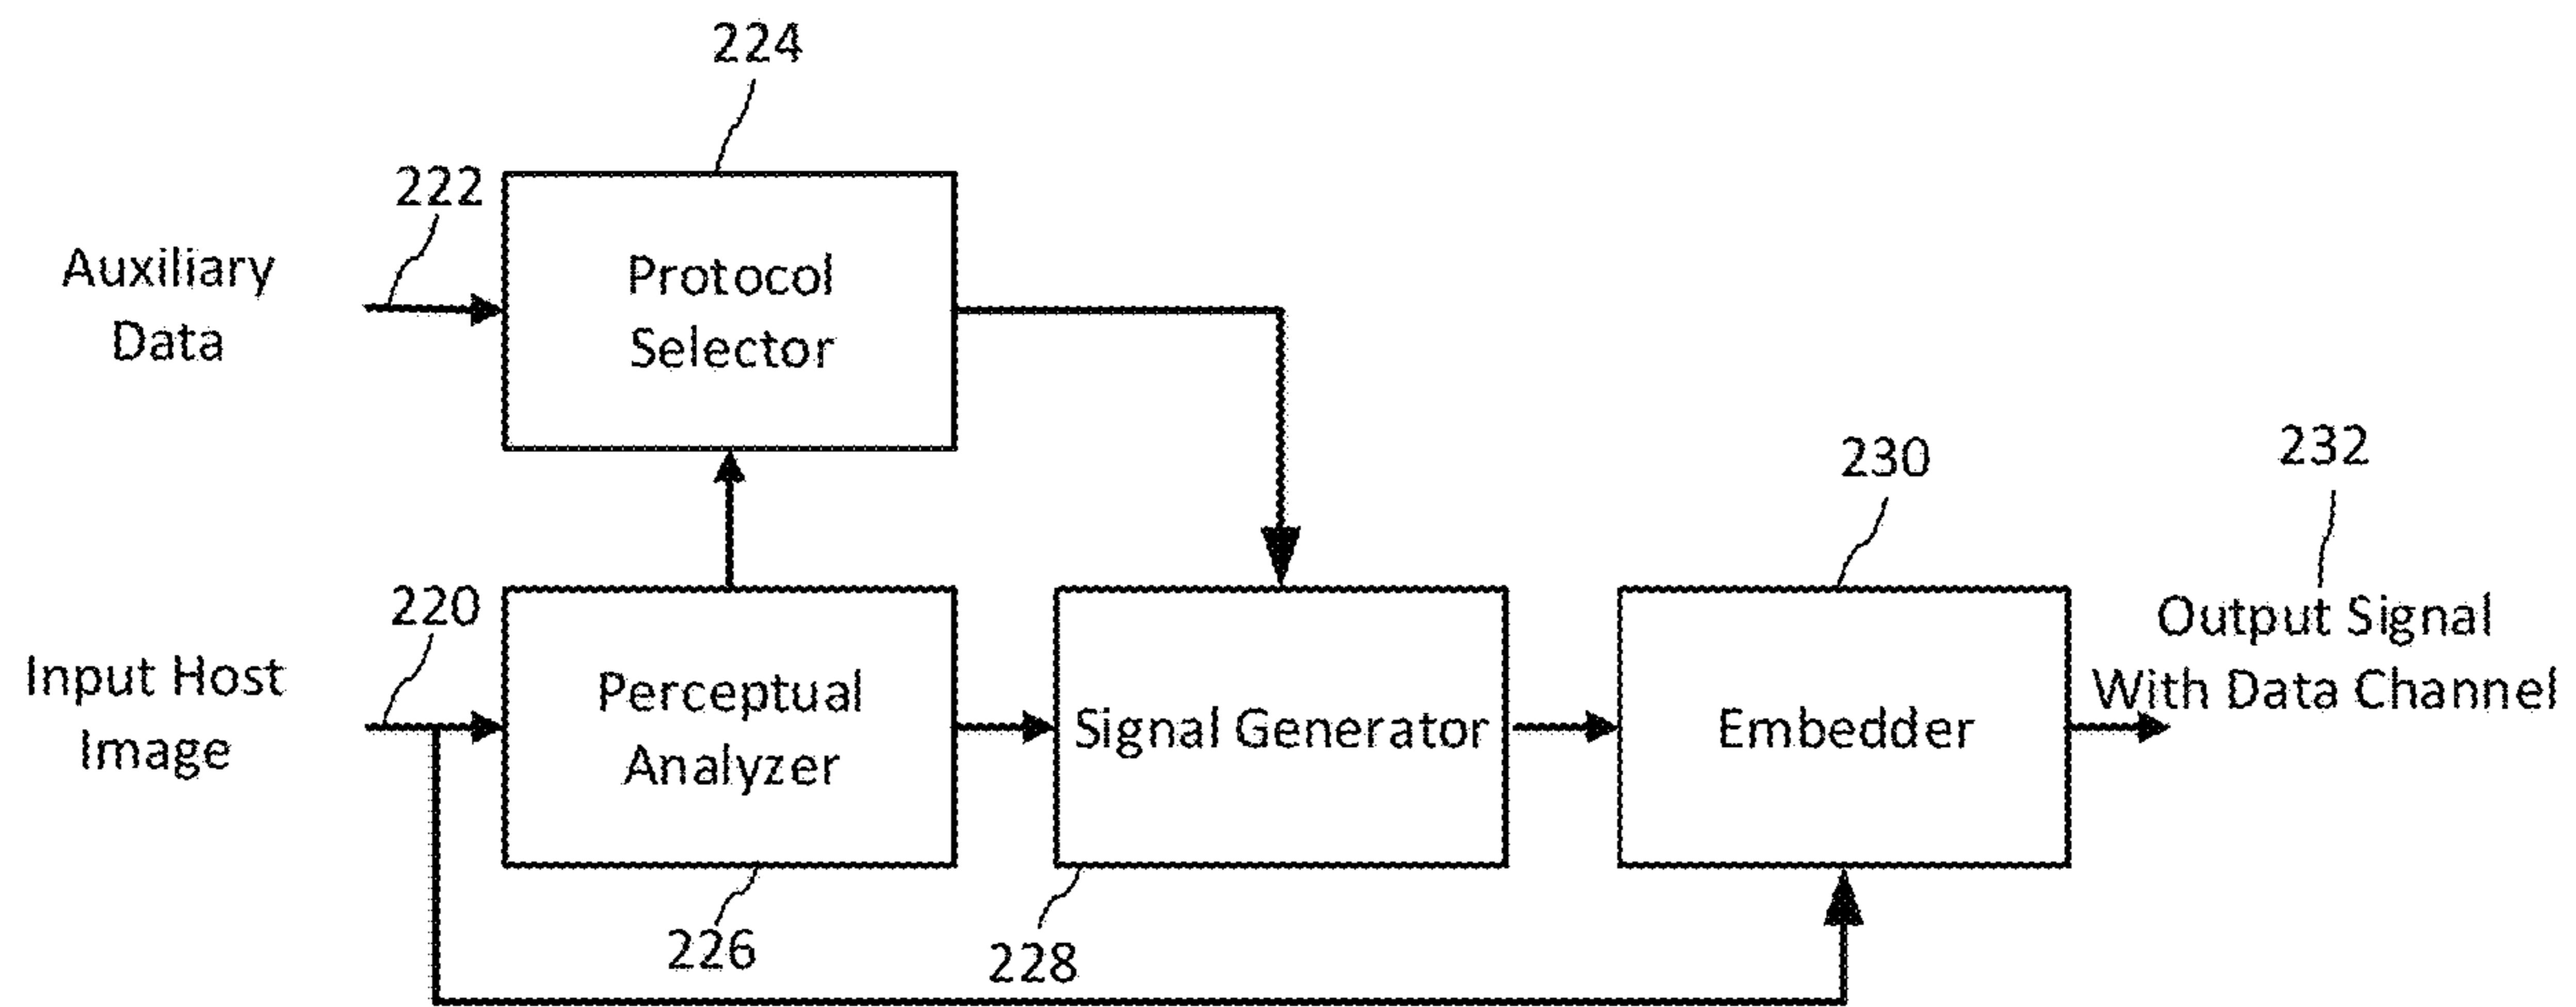 224
222
Auxiliary
Data
Protocol
Selector
230
232
220
Input Host
Image
Perceptual
Analyzer
Signal Generator
Embedder
Output Signal
With Data Channel
226
228